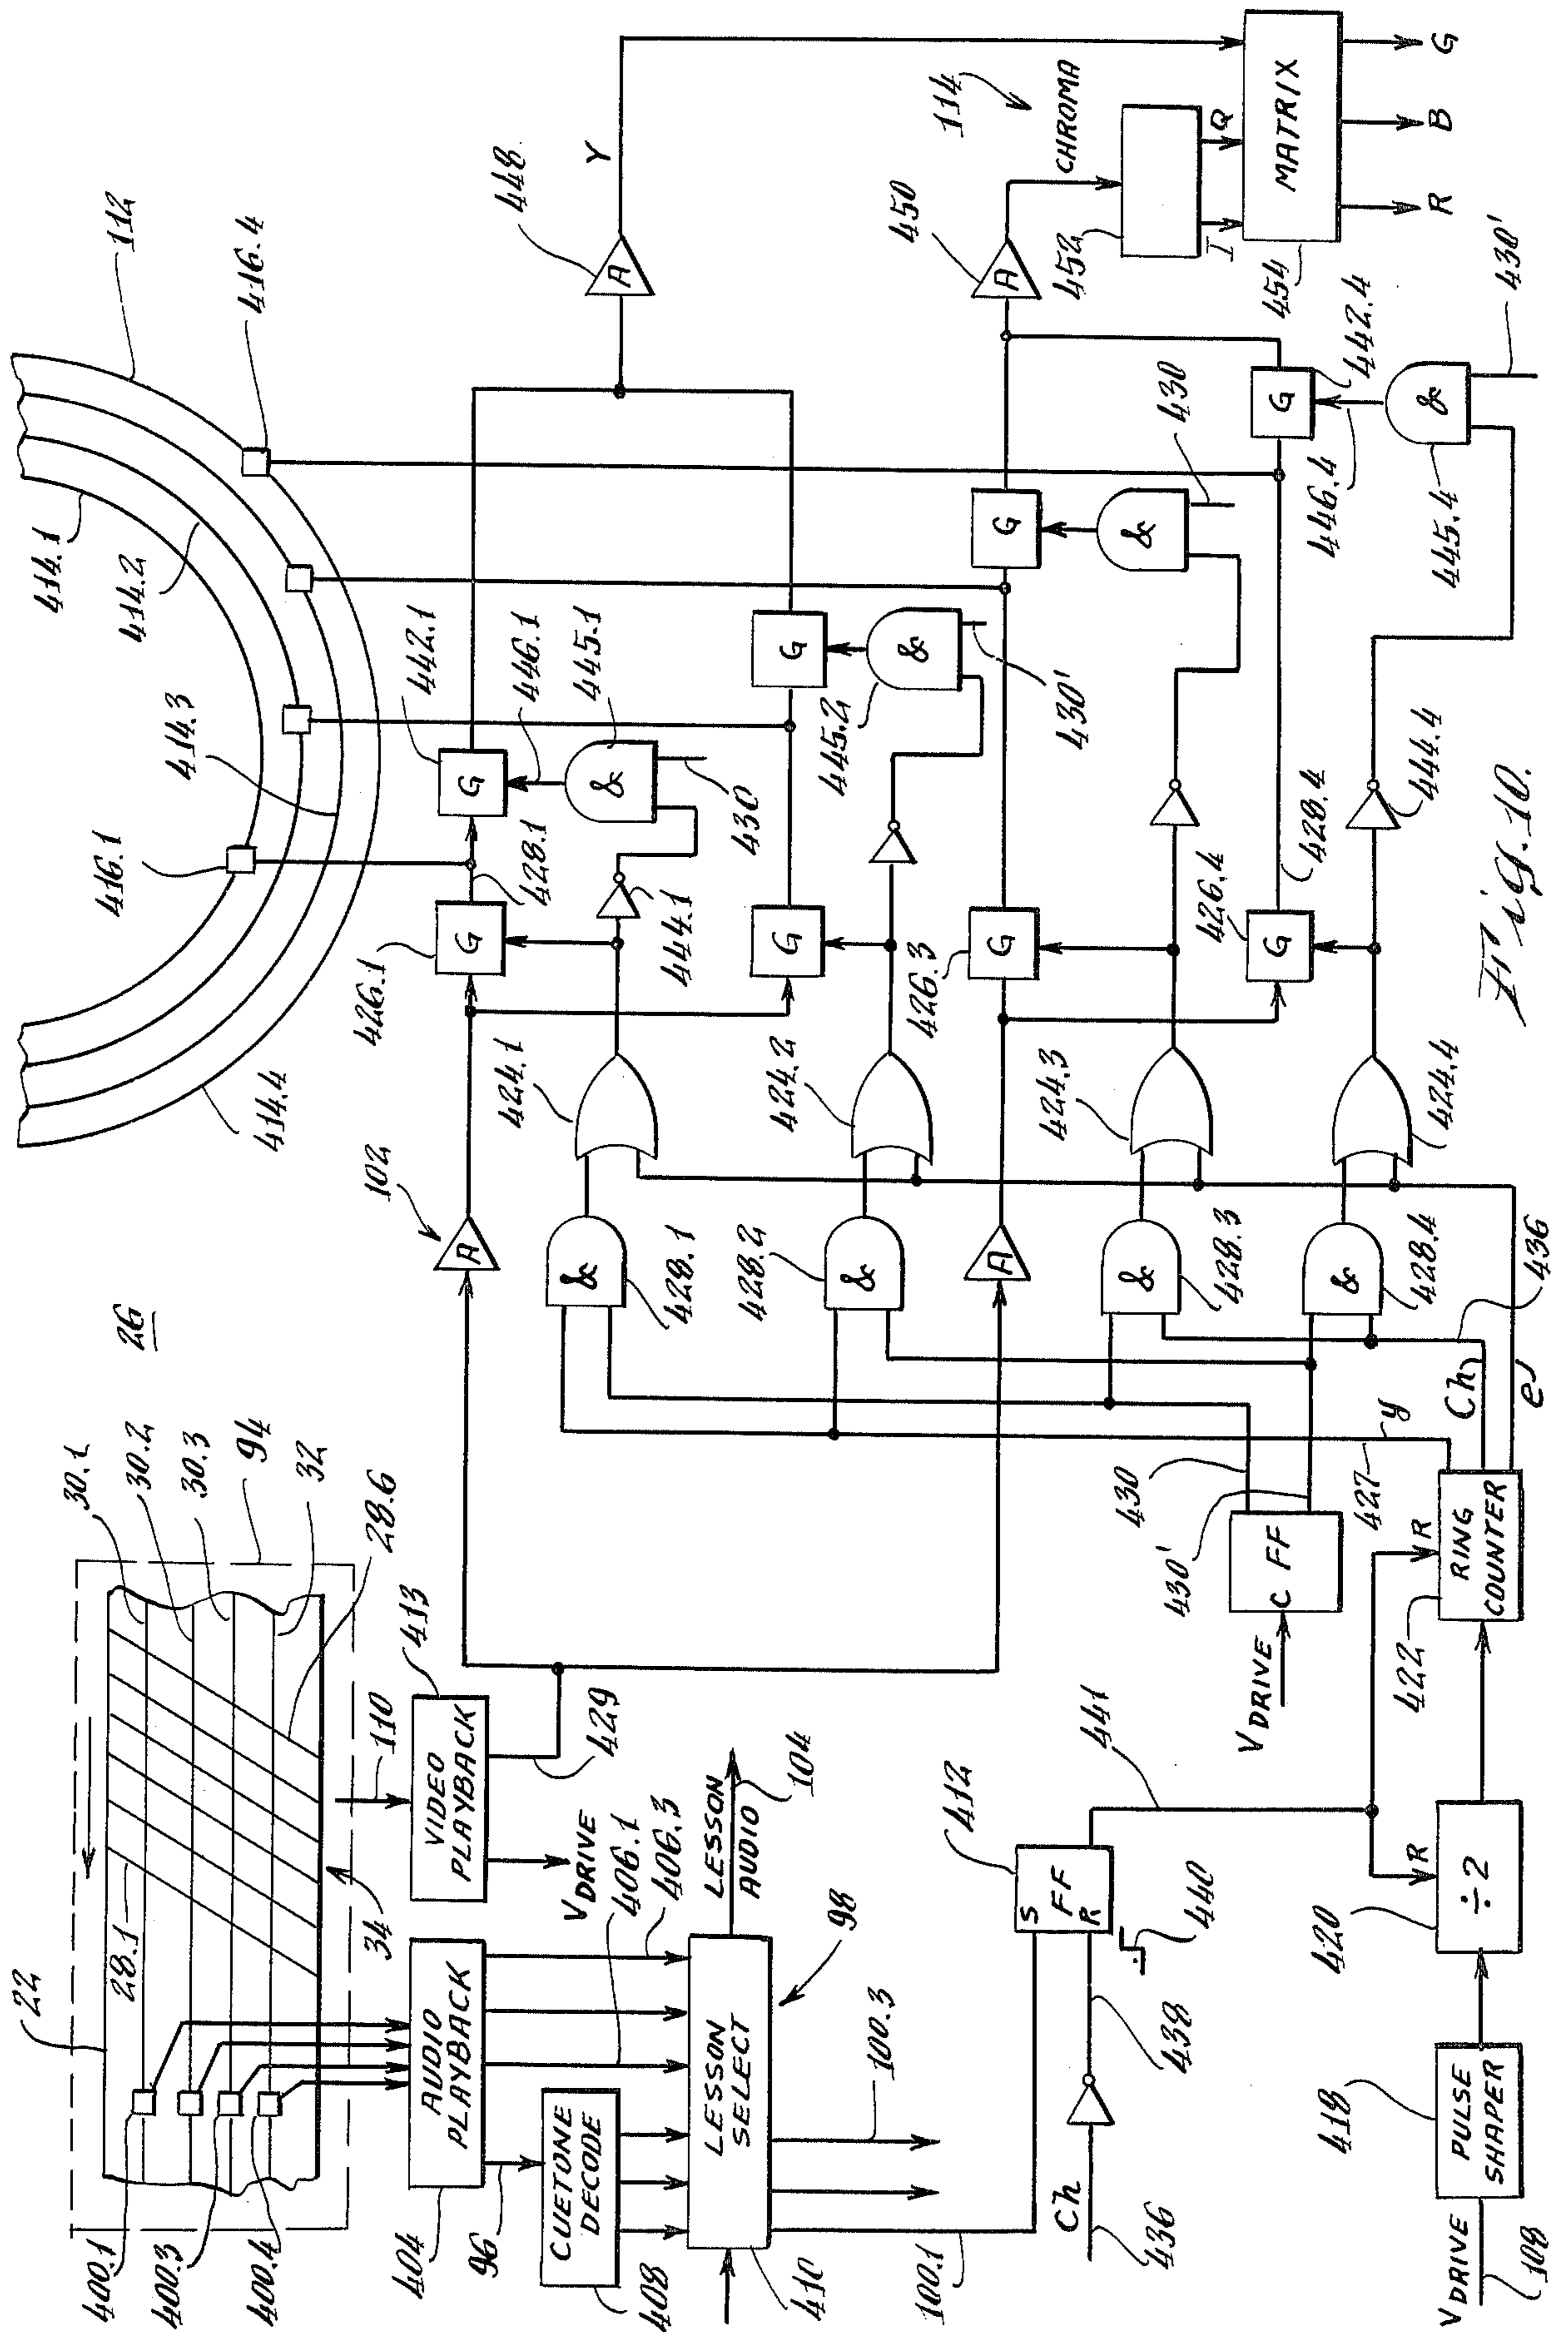 26
22
28.1
30.1
30.2
30.3
32
94
28.6
34
110
400.1
400.3
400.4
404
AUDIO
PLAYBACK
96
CUETONE
DECODE
408
406.1
406.3
VIDEO
PLAYBACK
413
V DRIVE
429
LESSON
SELECT
410
98
LESSON
AUDIO
104
100.1
100.3
Ch
436
438
440
S
FF
R
412
441
V DRIVE
108
PULSE
SHAPER
418
÷2
R
420
RING
COUNTER
R
422
V DRIVE
C FF
430
430'
427
y
Ch
e
436
102
A
A
&
428.1
&
428.2
&
428.3
&
428.4
424.1
424.2
424.3
424.4
G
426.1
G
G
426.3
G
426.4
428.1
428.4
444.1
444.4
416.1
416.4
414.1
414.2
414.3
414.4
112
G
442.1
446.1
&
445.1
430
G
&
445.2
430'
G
&
430
G
442.4
446.4
&
445.4
430'
A
448
Y
A
450
CHROMA
114
452
I
Q
MATRIX
454
R
B
G
Fig. 10.